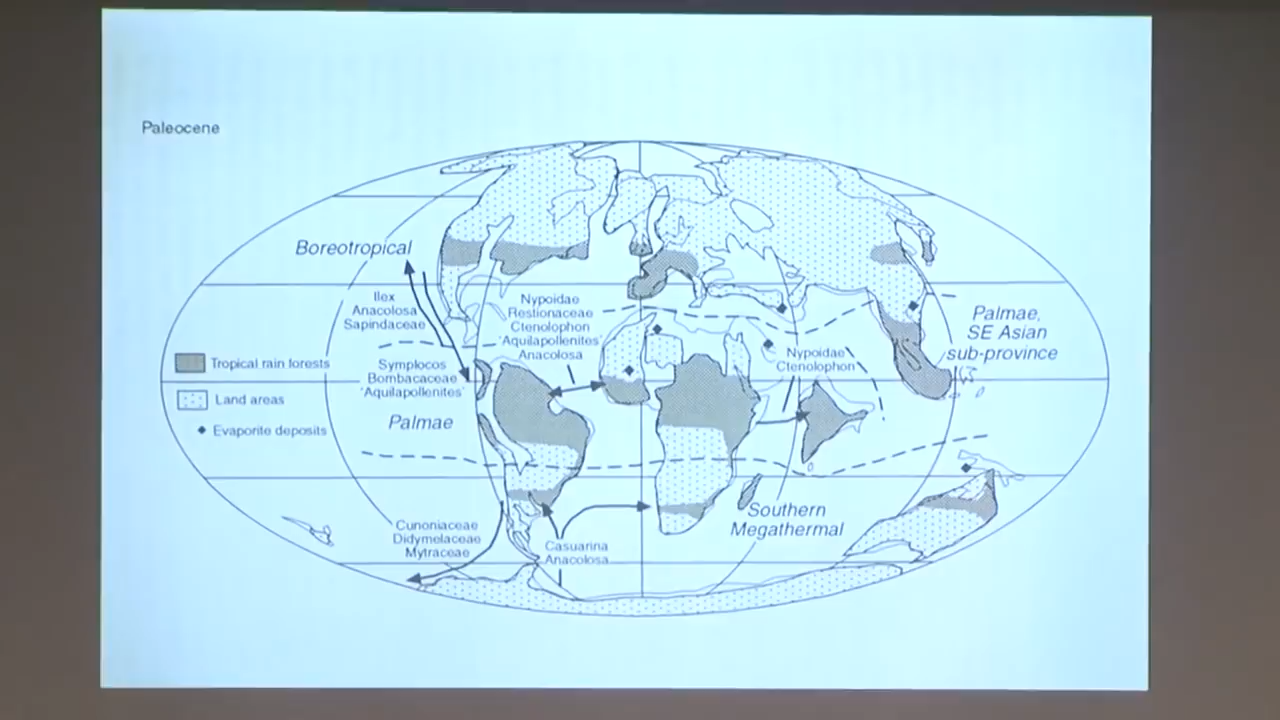 Paleocene
Boreotropical
Ilex
Anacolosa
Sapindaceae
Nypoidae
Restionaceae
Ctenolophon
'Aquilapollenites'
Anacolosa
Palmae,
SE Asian
sub-province
Tropical rain forests
Land areas
Evaporite deposits
Symplocos
Bombacaceae
'Aquilapollenites'
Palmae
Nypoidae
Ctenolophon
Southern
Megathermal
Cunoniaceae
Didymelaceae
Mytraceae
Casuarina
Anacolosa